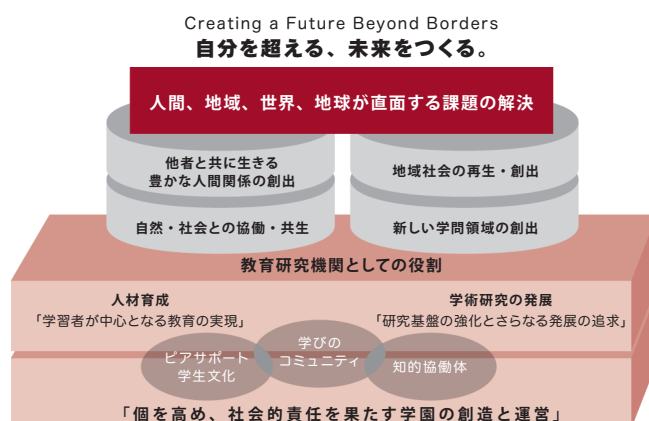 Creating a Future Beyond Borders
自分を超える、未来をつくる。
人間、地域、世界、地球が直面する課題の解決
他者と共に生きる
豊かな人間関係の創出
地域社会の再生・創出
自然・社会との協働・共生
新しい学問領域の創出
教育研究機関としての役割
人材育成
「学習者が中心となる教育の実現」
学術研究の発展
「研究基盤の強化とさらなる発展の追求」
ピアサポート
学生文化
学びの
コミュニティ
知的協働体
「個を高め、社会的責任を果たす学園の創造と運営」